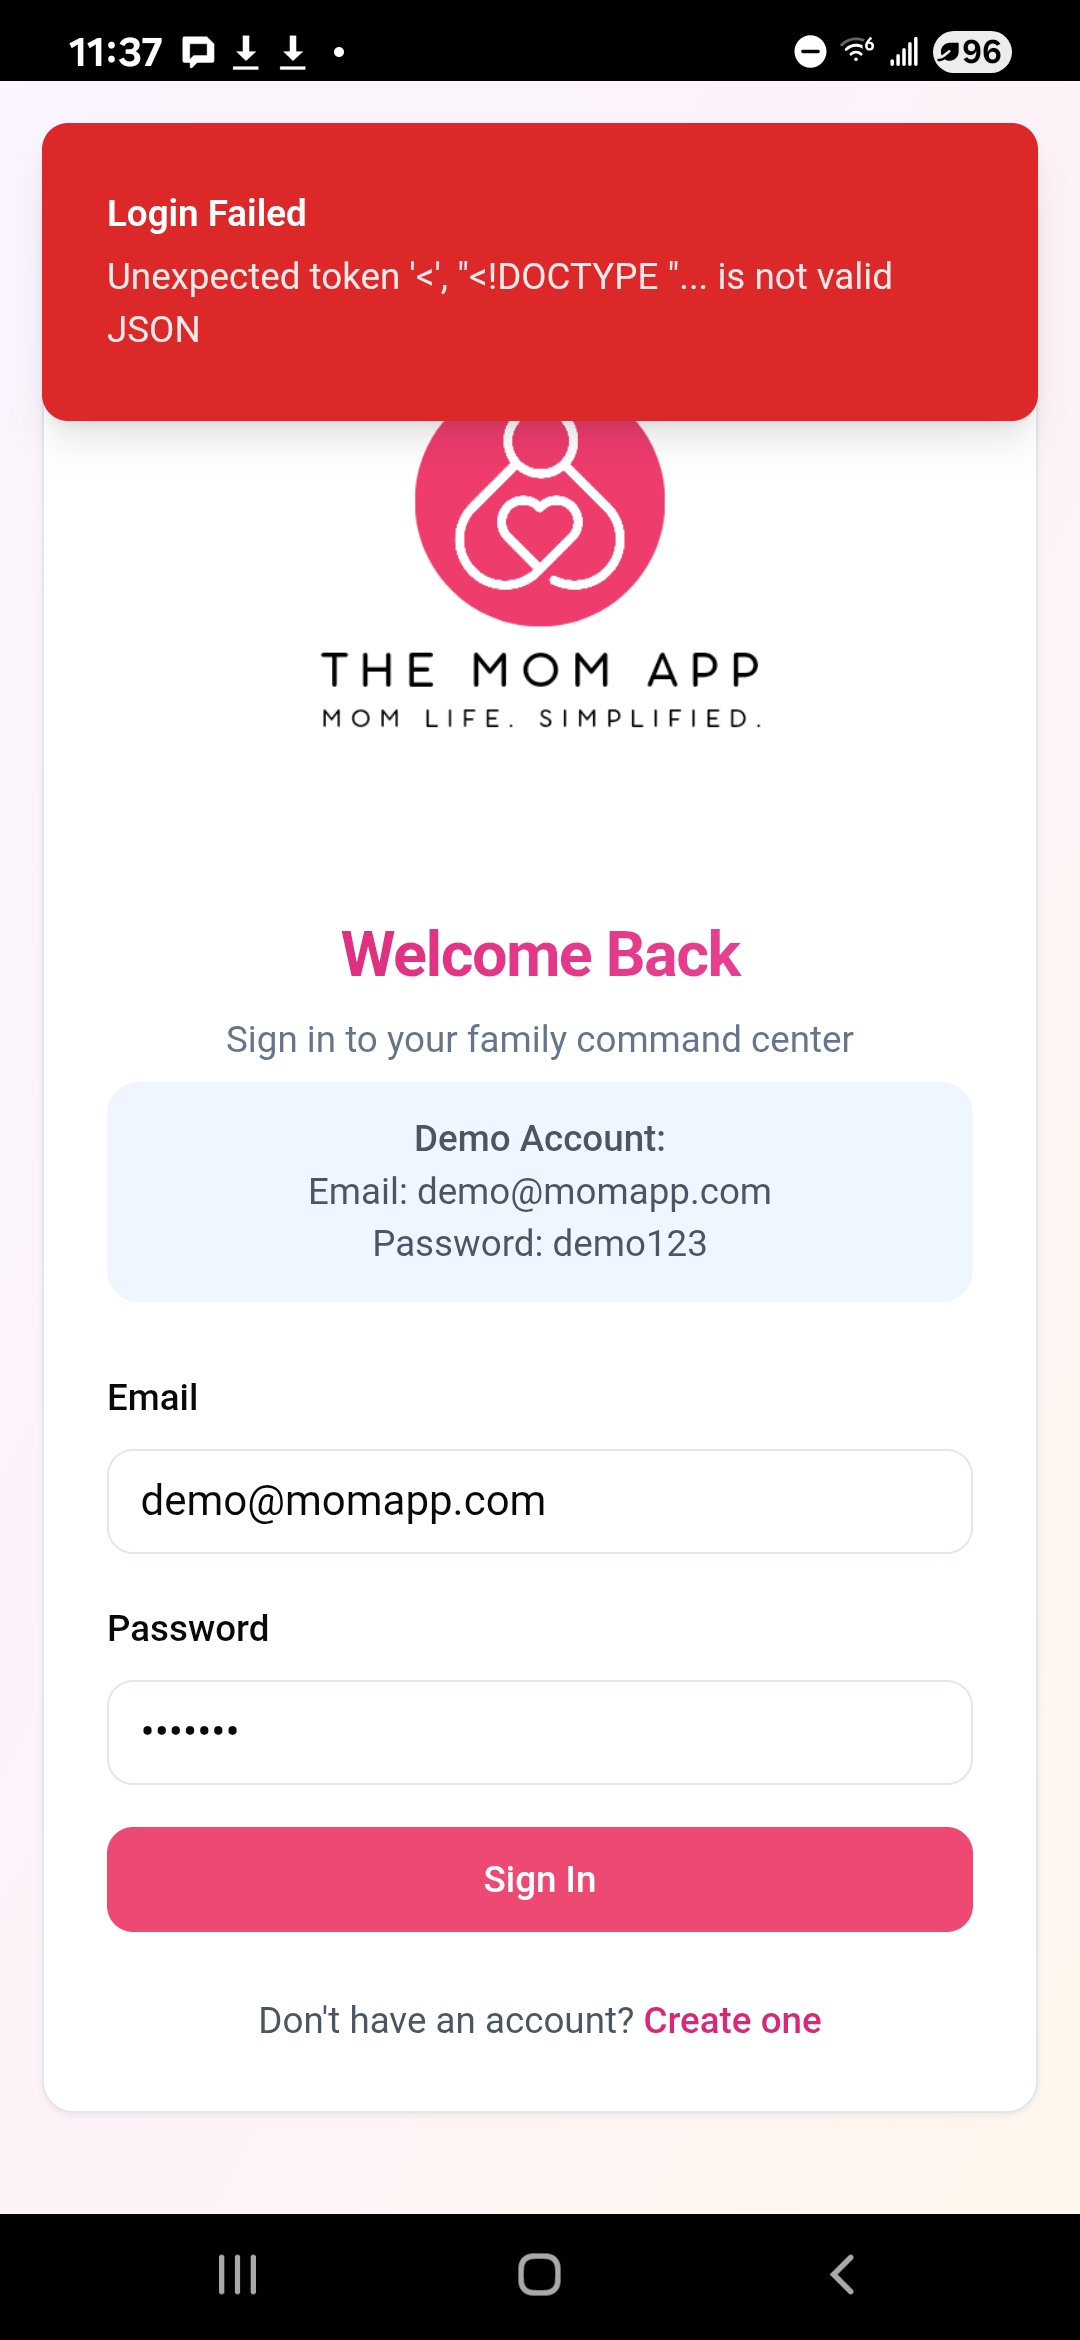 11:37
6
96
Login Failed
Unexpected token '<', "<!DOCTYPE "... is not valid
JSON
THE MOM APP
MOM LIFE. SIMPLIFIED.
Welcome Back
Sign in to your family command center
Demo Account:
Email: demo@momapp.com
Password: demo123
Email
demo@momapp.com
Password
•••••••
Sign In
Don't have an account? Create one